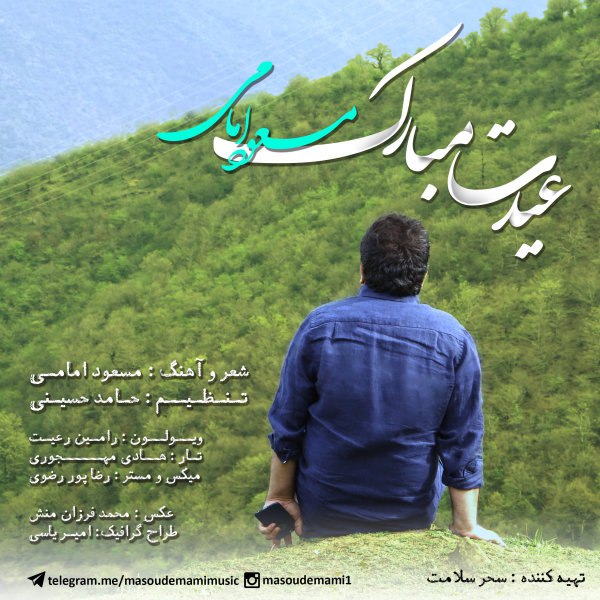 عیدت مبارک
مسعود امامی
شعر و آهنگ : مسعود امامی
تنظیم : حامد حسینی
ویولون : رامین رعیت
تار : هادی مهجوری
میکس و مستر : رضا پور رضوی
عکس : محمد فرزان منش
طراح گرافیک: امیر یاسی
telegram.me/masoudemamimusic masoudemami1
تهیه کننده : سحر سلامت